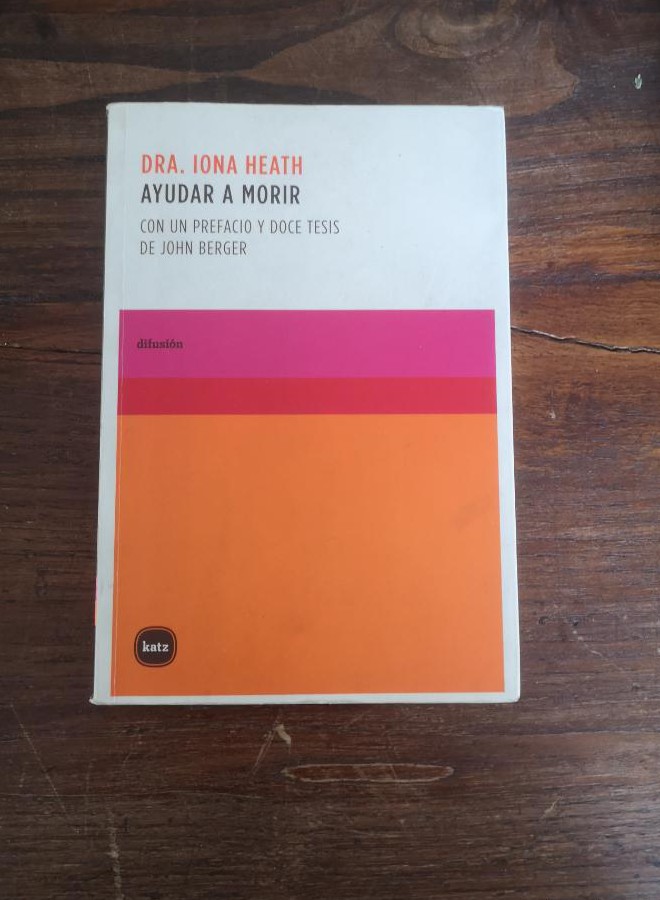 DRA. IONA HEATH
AYUDAR A MORIR
CON UN PREFACIO Y DOCE TESIS
DE JOHN BERGER
difusión
katz